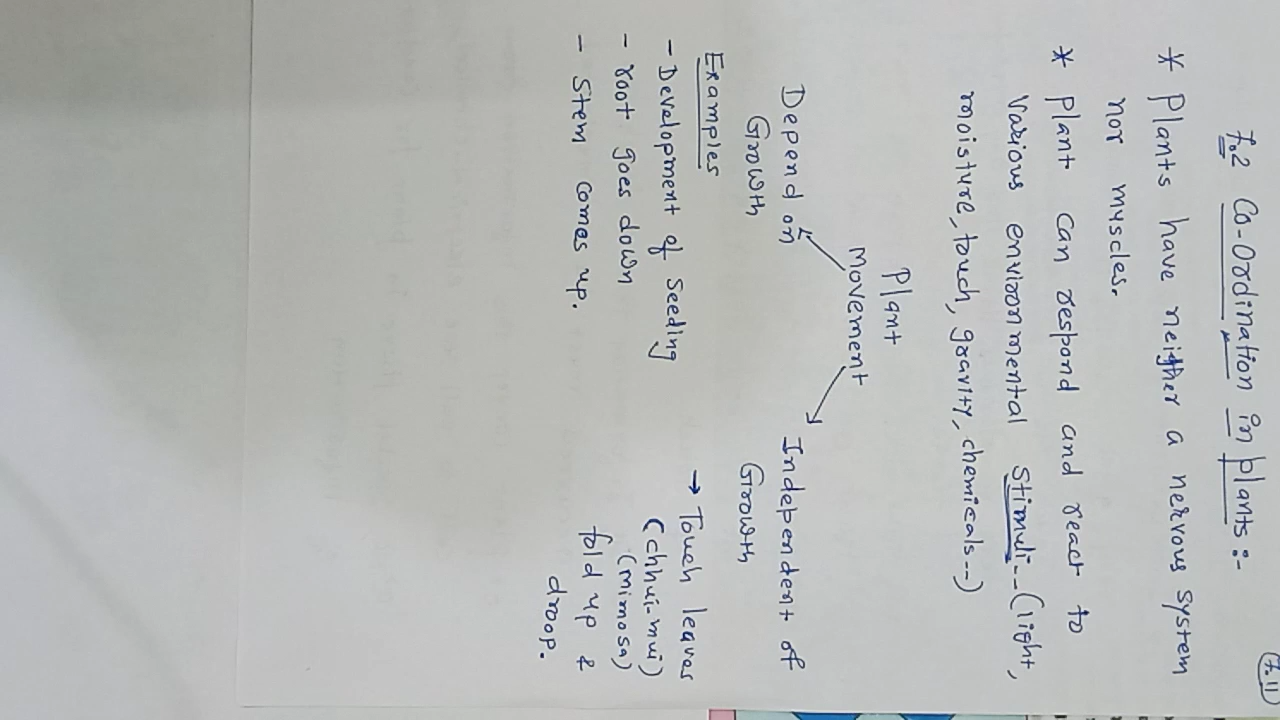 7.11
7.2 Co-Ordination in plants :-
* Plants have neither a nervous system
nor muscles.
* plant can respond and react to
various environmental stimuli -- (light,
moisture, touch, gravity, chemicals --)
Plant
Movement
Depend on
Growth
Examples
- Development of seeding
- root goes down
- Stem comes up.
Independent of
Growth
→ Touch leaves
(chhui-mui)
(mimosa)
fold up &
droop.